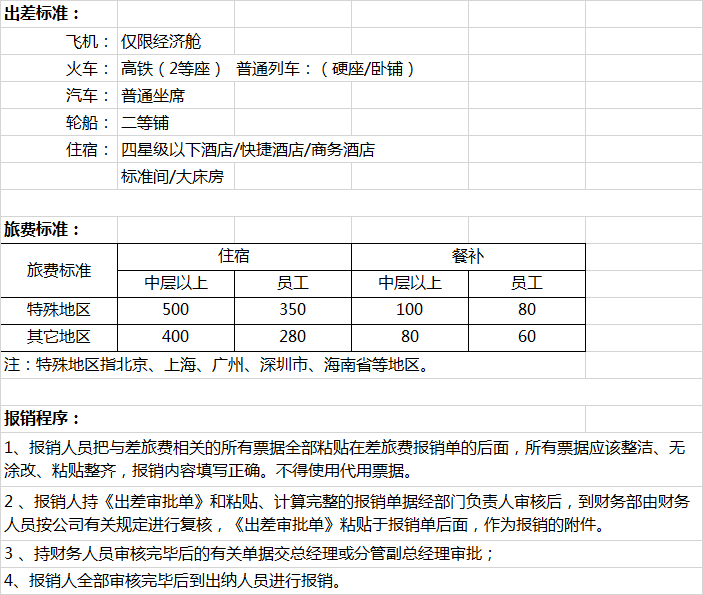 出差标准：
飞机： 仅限经济舱
火车： 高铁（2等座） 普通列车：（硬座/卧铺）
汽车： 普通坐席
轮船： 二等铺
住宿： 四星级以下酒店/快捷酒店/商务酒店
标准间/大床房
旅费标准：
旅费标准 住宿 餐补
中层以上 员工 中层以上 员工
特殊地区 500 350 100 80
其它地区 400 280 80 60
注：特殊地区指北京、上海、广州、深圳市、海南省等地区。
报销程序：
1、报销人员把与差旅费相关的所有票据全部粘贴在差旅费报销单的后面，所有票据应该整洁、无
涂改、粘贴整齐，报销内容填写正确。不得使用代用票据。
2 、报销人持《出差审批单》和粘贴、计算完整的报销单据经部门负责人审核后，到财务部由财务
人员按公司有关规定进行复核，《出差审批单》粘贴于报销单后面，作为报销的附件。
3 、持财务人员审核完毕后的有关单据交总经理或分管副总经理审批；
4、报销人全部审核完毕后到出纳人员进行报销。